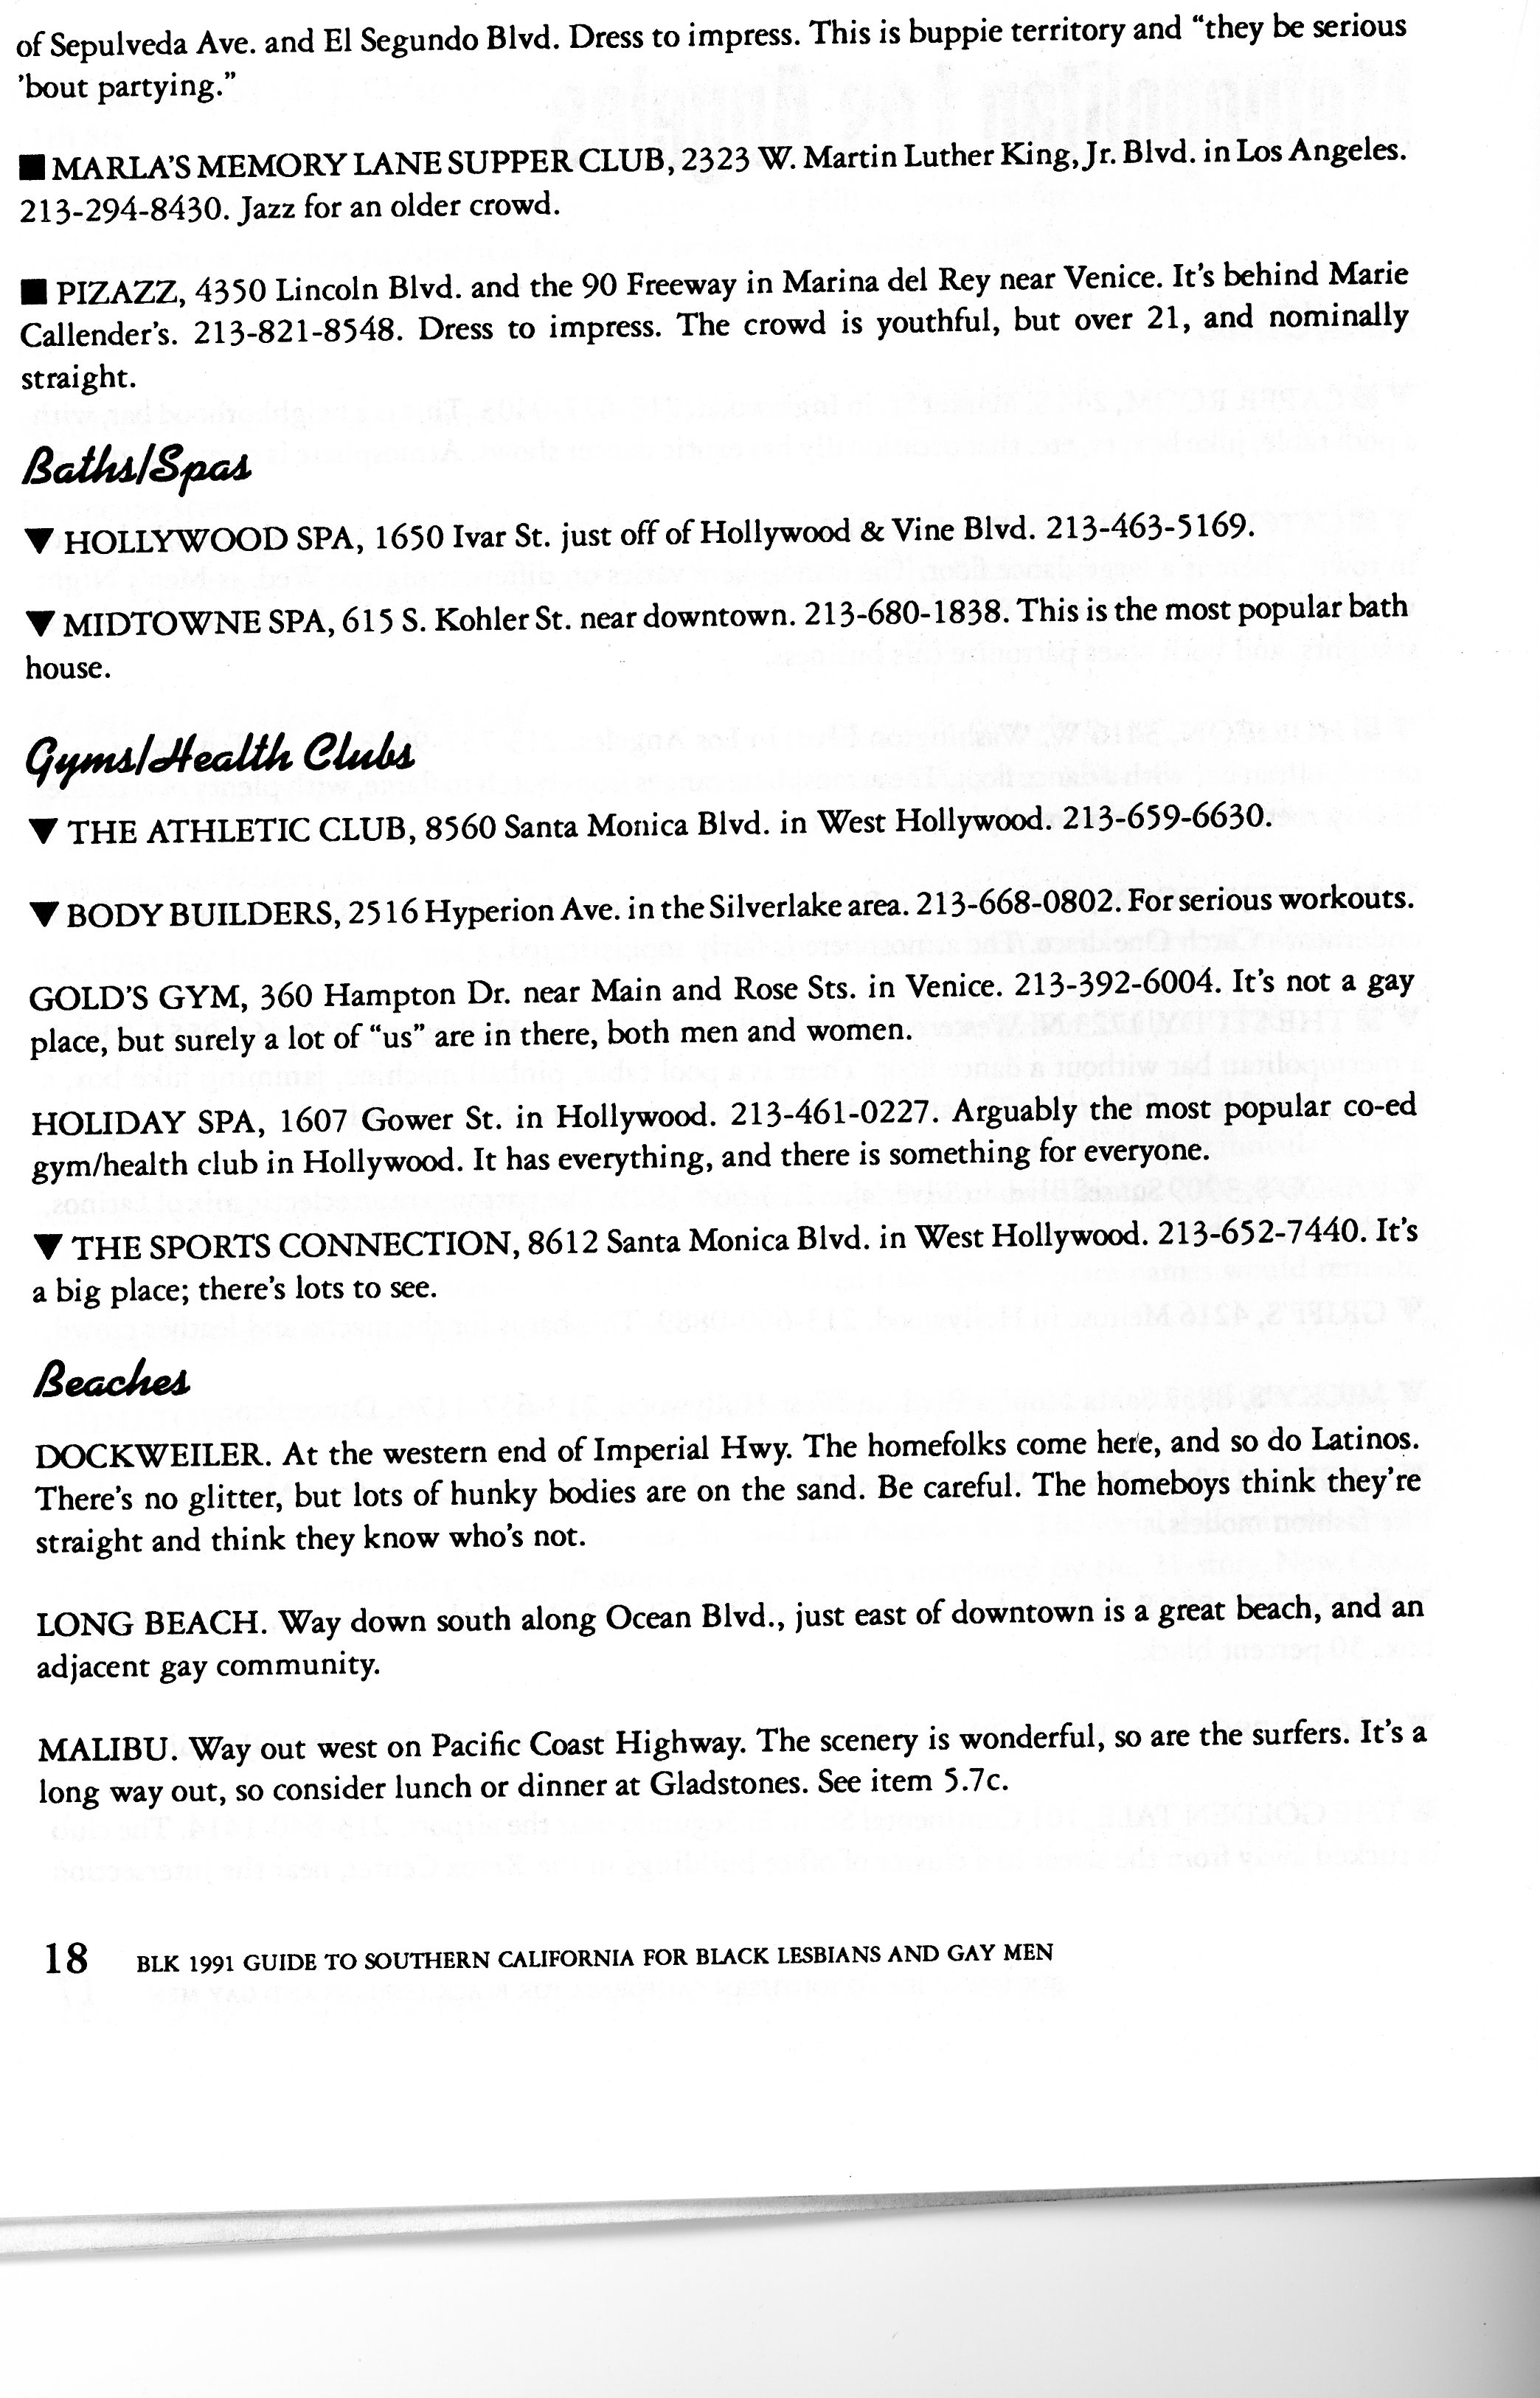 of Sepulveda Ave. and El Segundo Blvd. Dress to impress. This is buppie territory and “they be serious
’bout partying.”
■ MARLA’S MEMORY LANE SUPPER CLUB, 2323 W. Martin Luther King, Jr. Blvd. in Los Angeles.
213-294-8430. Jazz for an older crowd.
■ PIZAZZ, 4350 Lincoln Blvd. and the 90 Freeway in Marina del Rey near Venice. It’s behind Marie
Callender’s. 213-821-8548. Dress to impress. The crowd is youthful, but over 21, and nominally
straight.
Baths/Spas
▼ HOLLYWOOD SPA, 1650 Ivar St. just off of Hollywood & Vine Blvd. 213-463-5169.
▼ MIDTOWNE SPA, 615 S. Kohler St. near downtown. 213-680-1838. This is the most popular bath
house.
Gyms/Health Clubs
▼ THE ATHLETIC CLUB, 8560 Santa Monica Blvd. in West Hollywood. 213-659-6630.
▼ BODY BUILDERS, 2516 Hyperion Ave. in the Silverlake area. 213-668-0802. For serious workouts.
GOLD’S GYM, 360 Hampton Dr. near Main and Rose Sts. in Venice. 213-392-6004. It’s not a gay
place, but surely a lot of “us” are in there, both men and women.
HOLIDAY SPA, 1607 Gower St. in Hollywood. 213-461-0227. Arguably the most popular co-ed
gym/health club in Hollywood. It has everything, and there is something for everyone.
▼ THE SPORTS CONNECTION, 8612 Santa Monica Blvd. in West Hollywood. 213-652-7440. It’s
a big place; there’s lots to see.
Beaches
DOCKWEILER. At the western end of Imperial Hwy. The homefolks come here, and so do Latinos.
There’s no glitter, but lots of hunky bodies are on the sand. Be careful. The homeboys think they’re
straight and think they know who’s not.
LONG BEACH. Way down south along Ocean Blvd., just east of downtown is a great beach, and an
adjacent gay community.
MALIBU. Way out west on Pacific Coast Highway. The scenery is wonderful, so are the surfers. It’s a
long way out, so consider lunch or dinner at Gladstones. See item 5.7c.
18 BLK 1991 GUIDE TO SOUTHERN CALIFORNIA FOR BLACK LESBIANS AND GAY MEN